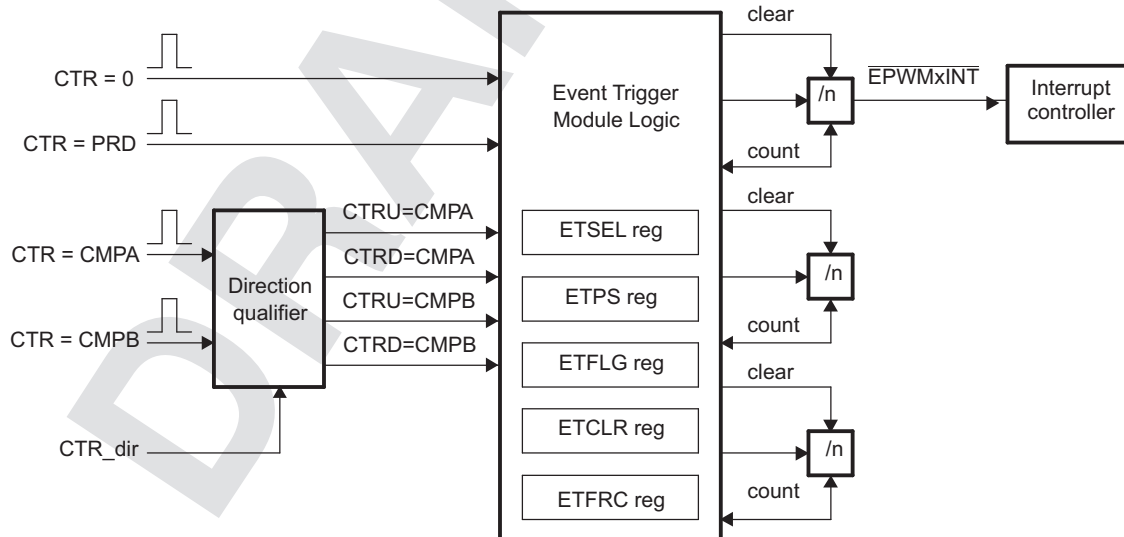 clear
CTR = 0
EPWMxINT
/n
Interrupt
controller
Event Trigger
Module Logic
CTR = PRD
count
clear
CTRU=CMPA
ETSEL reg
CTR = CMPA
CTRD=CMPA
/n
Direction
qualifier
CTRU=CMPB
ETPS reg
CTR = CMPB
CTRD=CMPB
count
ETFLG reg
clear
ETCLR reg
CTR_dir
/n
count
ETFRC reg
DRA